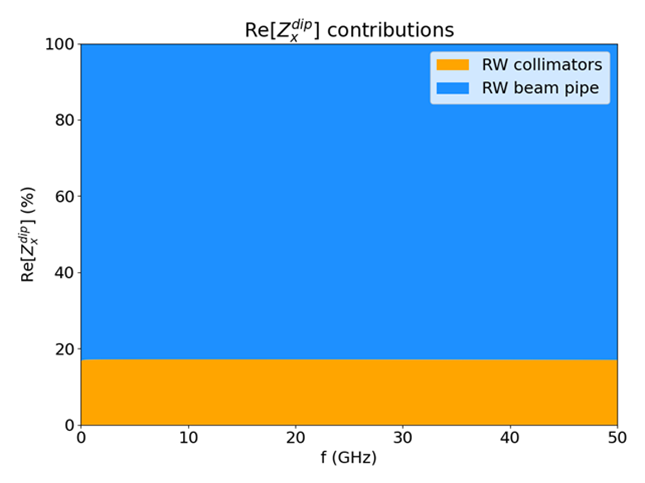 Re[Z_x^{dip}] contributions
RW collimators
RW beam pipe
Re[Z_x^{dip}] (%)
100
80
60
40
20
0
0 10 20 30 40 50
f (GHz)